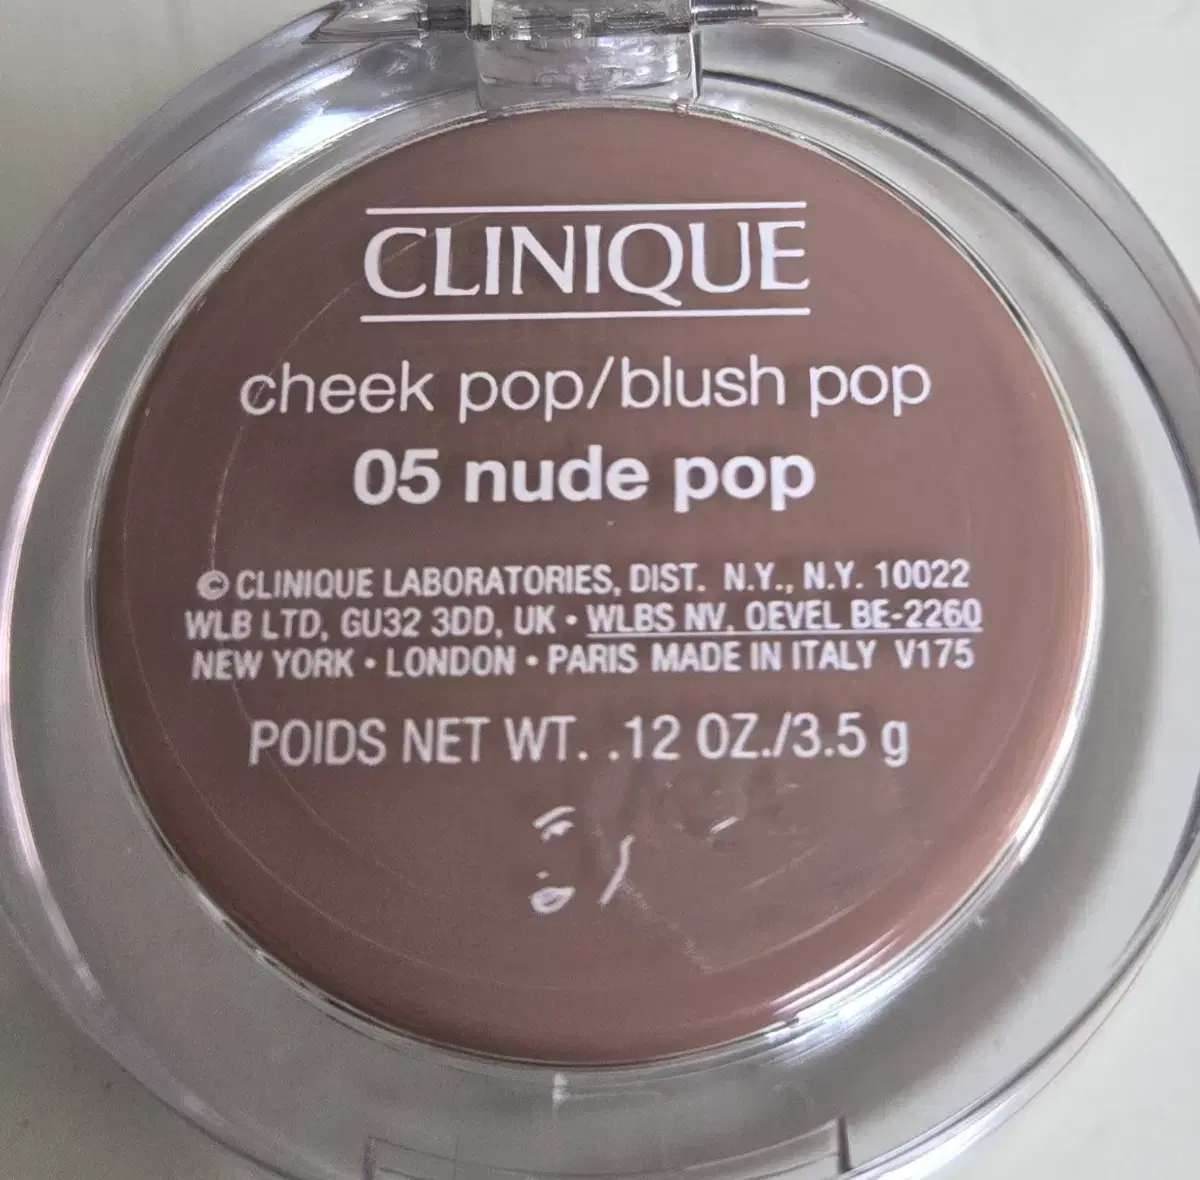 CLINIQUE
cheek pop/blush pop
05 nude pop
© CLINIQUE LABORATORIES, DIST. N.Y., N.Y. 10022
WLB LTD, GU32 3DD, UK • WLBS NV, OEVEL BE-2260
NEW YORK • LONDON • PARIS MADE IN ITALY V175
POIDS NET WT. .12 OZ./3.5 g